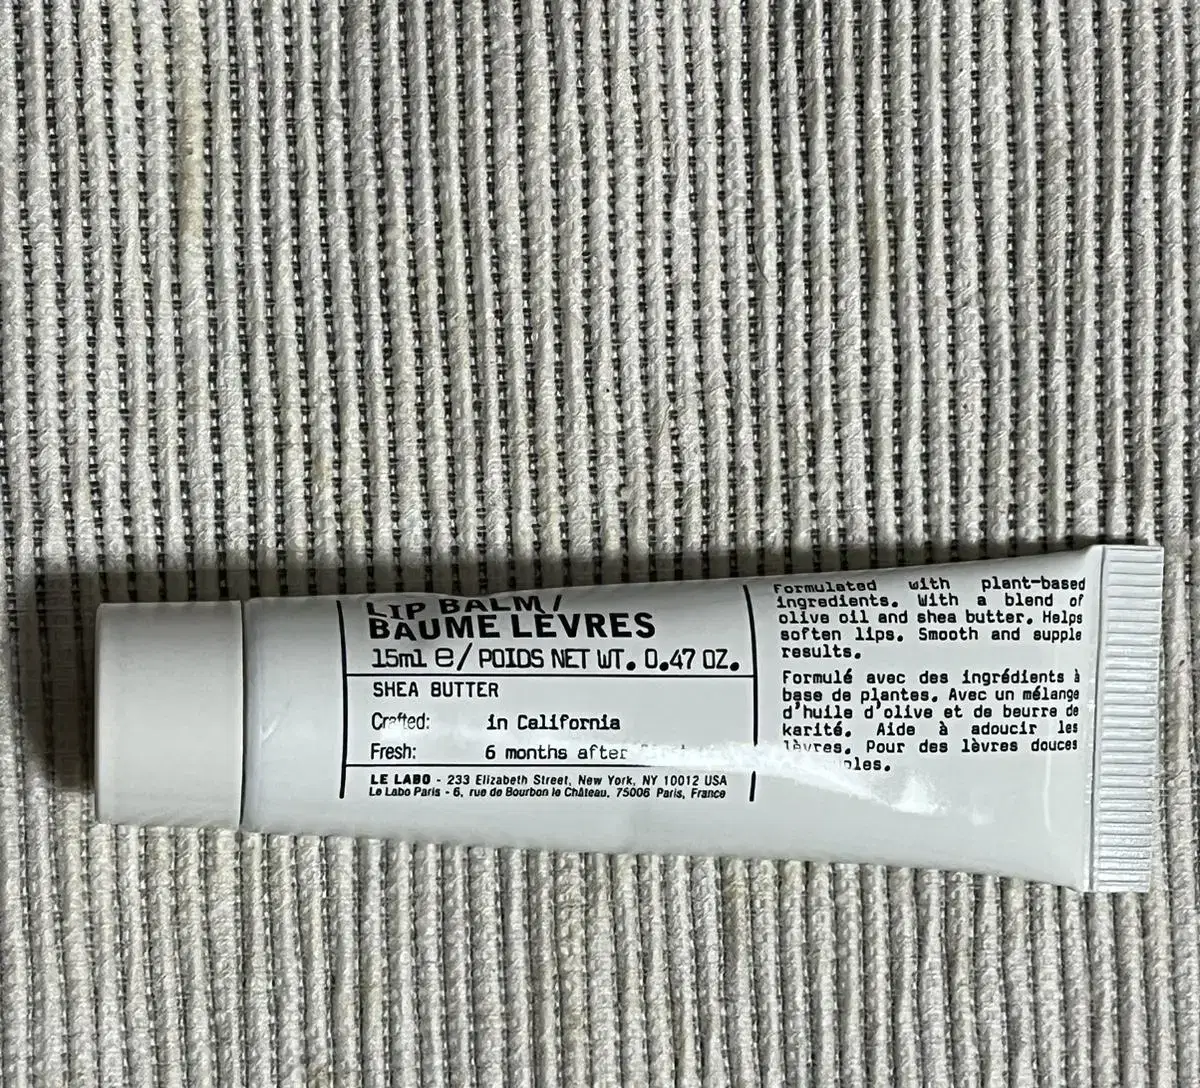 LIP BALM /
BAUME LÈVRES
15ml e / POIDS NET WT. 0.47 OZ.
SHEA BUTTER
Crafted: in California
Fresh: 6 months after
LE LABO - 233 Elizabeth Street, New York, NY 10012 USA
Le Labo Paris - 6, rue de Bourbon le Château, 75006 Paris, France
Formulated with plant-based
ingredients. With a blend of
olive oil and shea butter. Helps
soften lips. Smooth and supple
results.
Formulé avec des ingrédients à
base de plantes. Avec un mélange
d'huile d'olive et de beurre de
karité. Aide à adoucir les
lèvres. Pour des lèvres douces